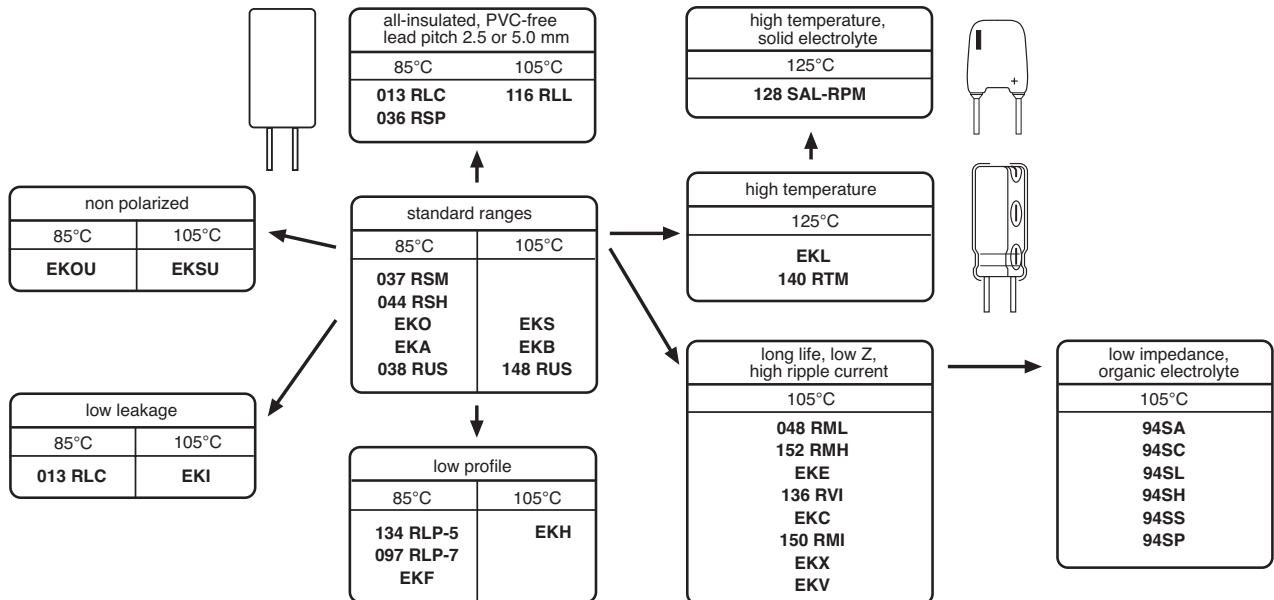 all-insulated, PVC-free
lead pitch 2.5 or 5.0 mm
85°C 105°C
013 RLC 116 RLL
036 RSP
high temperature,
solid electrolyte
125°C
128 SAL-RPM
+
non polarized
85°C 105°C
EKOU EKSU
standard ranges
85°C 105°C
037 RSM
044 RSH
EKO EKS
EKA EKB
038 RUS 148 RUS
high temperature
125°C
EKL
140 RTM
low leakage
85°C 105°C
013 RLC EKI
low profile
85°C 105°C
134 RLP-5 EKH
097 RLP-7
EKF
long life, low Z,
high ripple current
105°C
048 RML
152 RMH
EKE
136 RVI
EKC
150 RMI
EKX
EKV
low impedance,
organic electrolyte
105°C
94SA
94SC
94SL
94SH
94SS
94SP